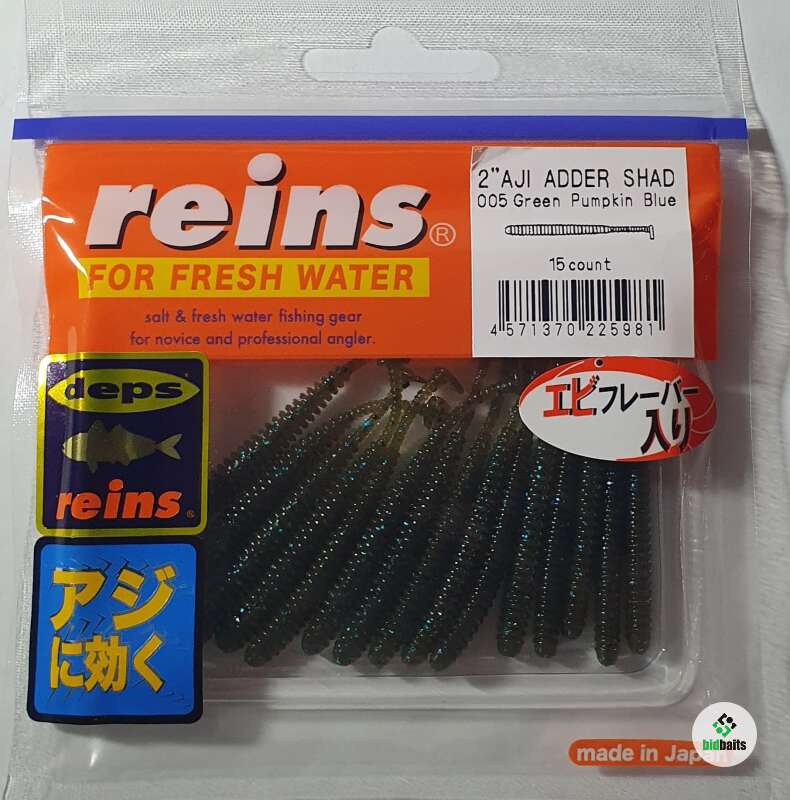 reins®
FOR FRESH WATER
salt & fresh water fishing gear
for novice and professional angler.
2”AJI ADDER SHAD
005 Green Pumpkin Blue
15 count
4 571370 225981
deps
reins®
エビフレーバー
入り
アジ
に効く
made in Japan
bidbaits